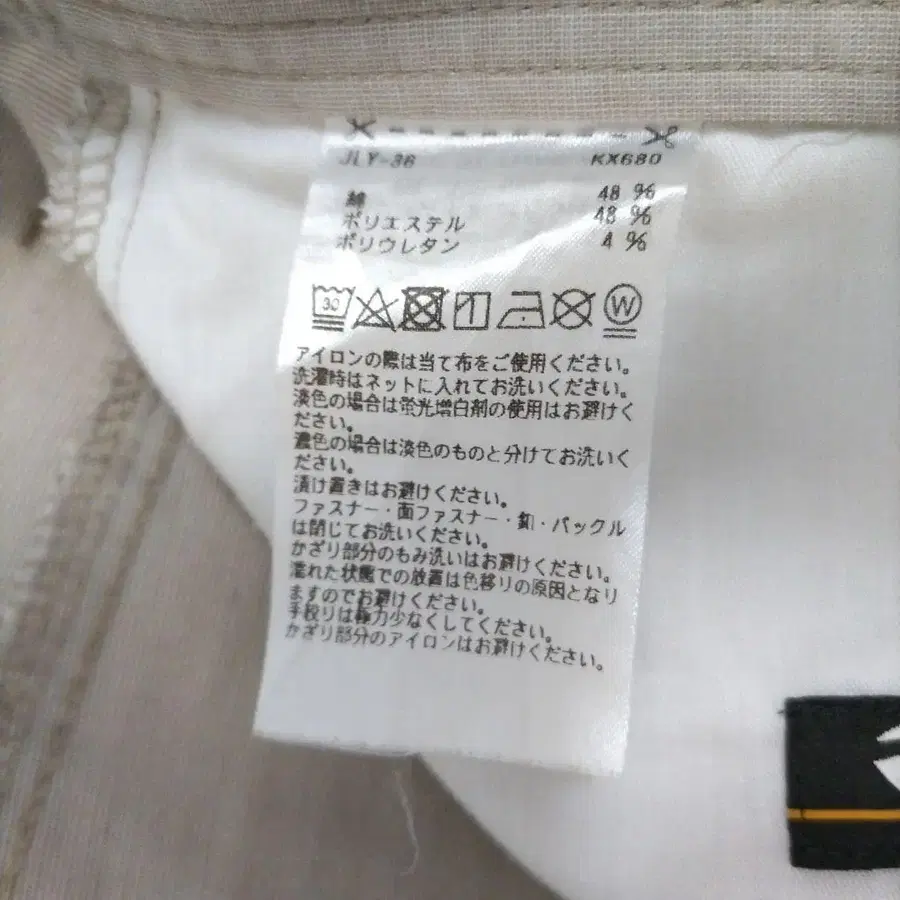 JLY-36 KX680
綿 48 %
ポリエステル 48 %
ポリウレタン 4 %
30 W
アイロンの際は当て布をご使用ください。
洗濯時はネットに入れてお洗いください。
淡色の場合は蛍光増白剤の使用はお避けく
ださい。
濃色の場合は淡色のものと分けてお洗いく
ださい。
漬け置きはお避けください。
ファスナー・面ファスナー・釦・バックル
は閉じてお洗いください。
かざり部分のもみ洗いはお避けください。
濡れた状態での放置は色移りの原因となり
ますのでお避けください。
手絞りは極力少なくしてください。
かざり部分のアイロンはお避けください。